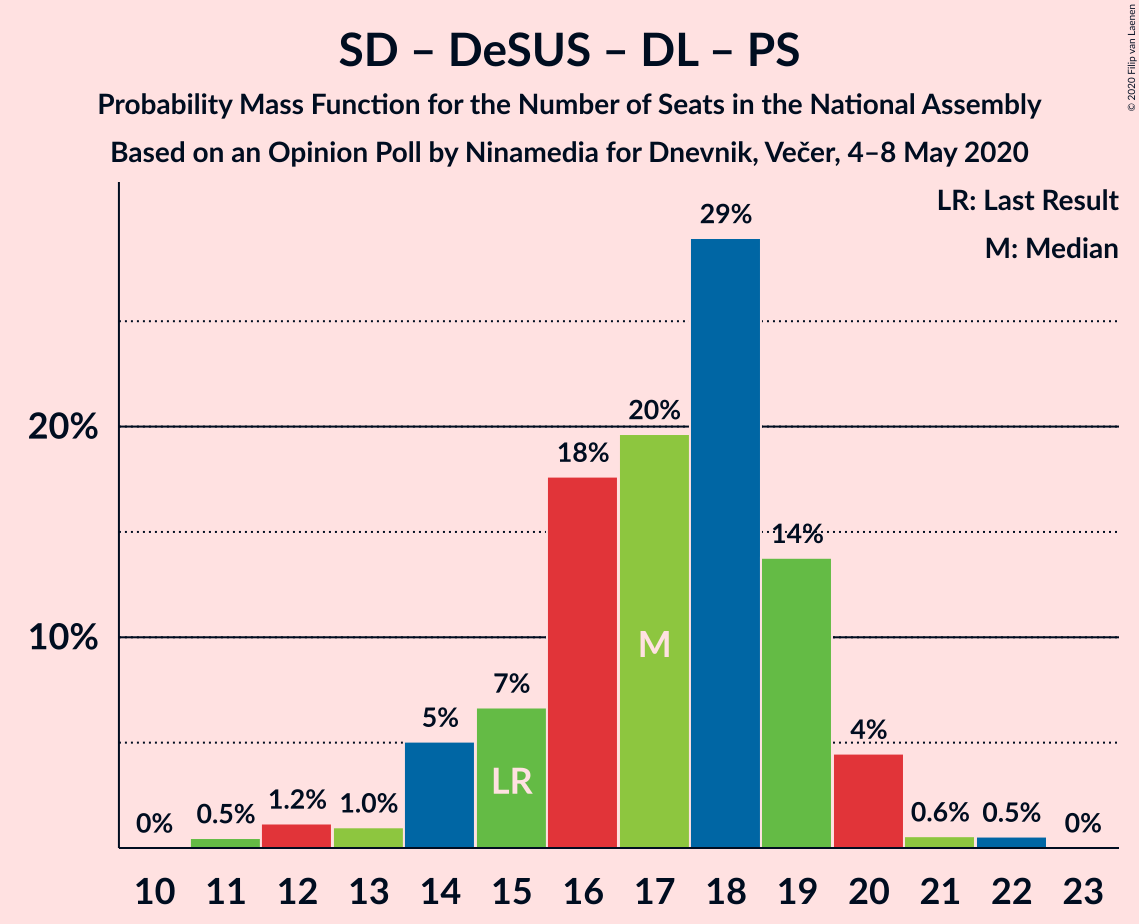 SD – DeSUS – DL – PS
Probability Mass Function for the Number of Seats in the National Assembly
Based on an Opinion Poll by Ninamedia for Dnevnik, Večer, 4–8 May 2020
© 2020 Filip van Laenen
LR: Last Result
M: Median
29%
20%
20%
18%
14%
10%
M
7%
5%
4%
LR
1.2%
1.0%
0.5%
0%
0.6%
0.5%
0%
10 11 12 13 14 15 16 17 18 19 20 21 22 23